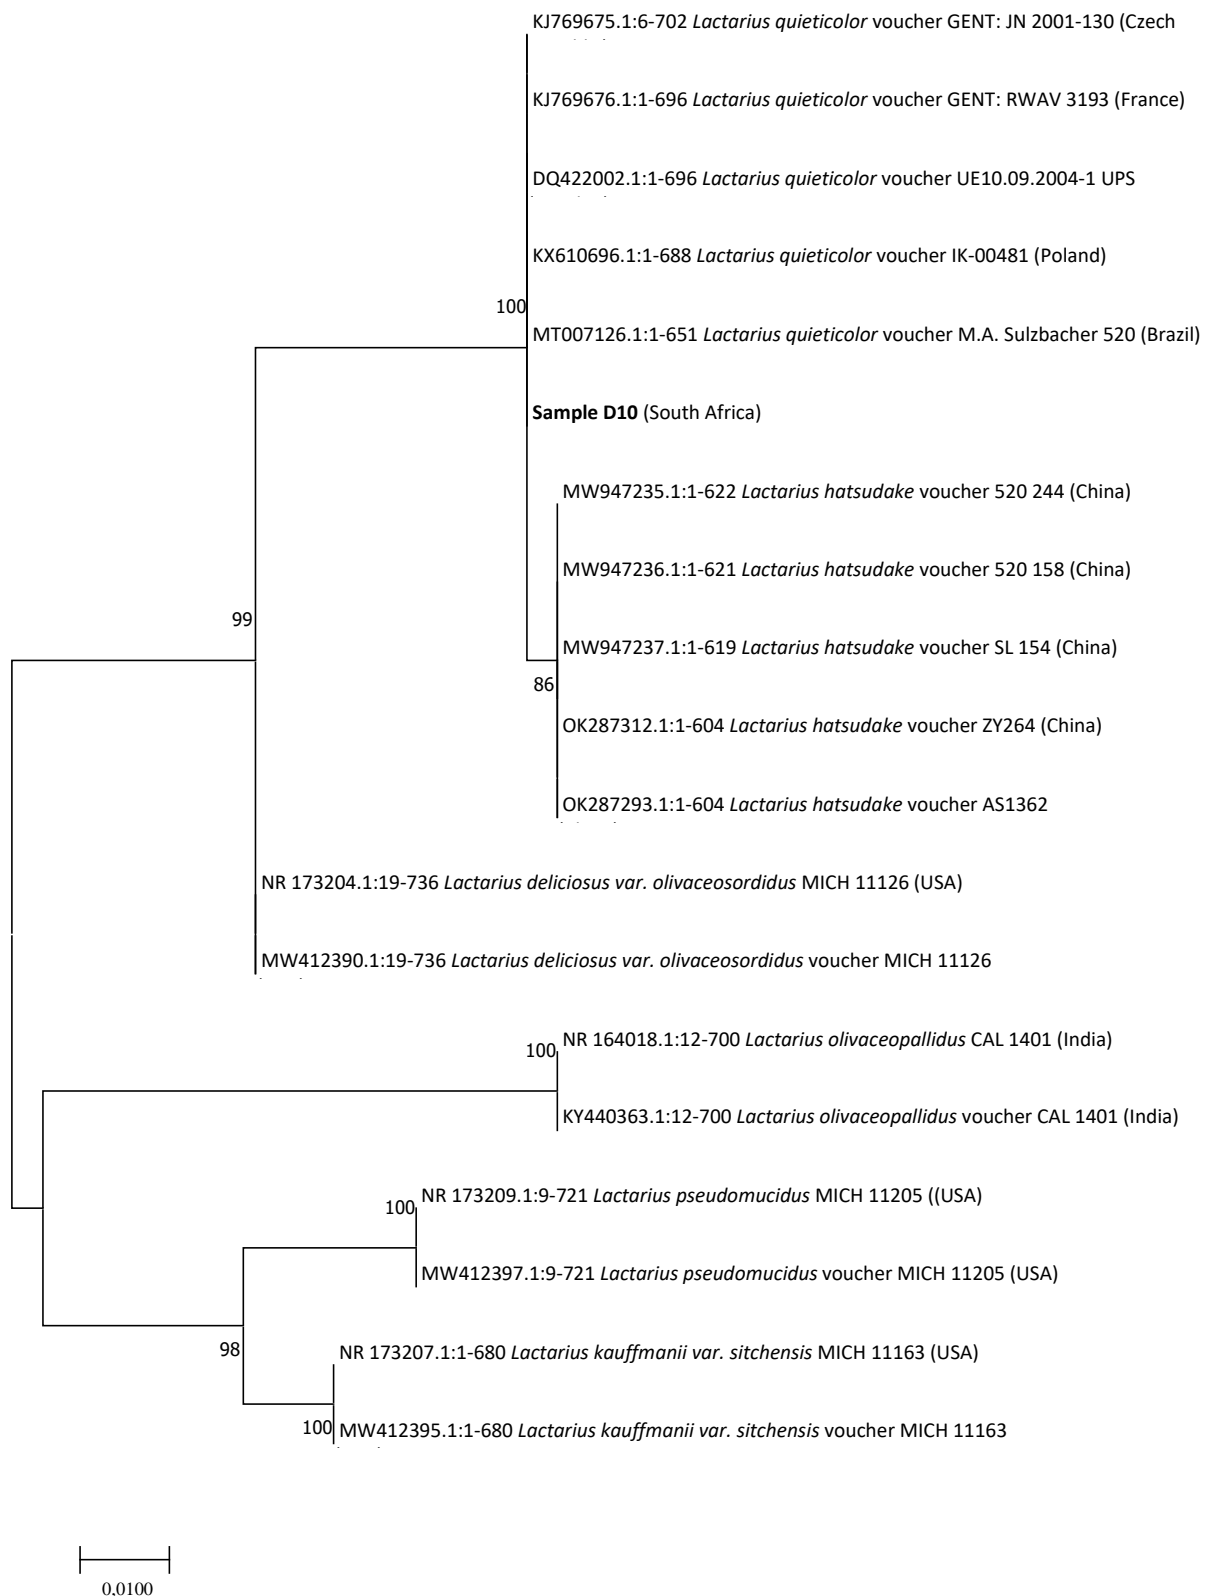 KJ769675.1:6-702 Lactarius quieticolor voucher GENT: JN 2001-130 (Czech
KJ769676.1:1-696 Lactarius quieticolor voucher GENT: RWAV 3193 (France)
DQ422002.1:1-696 Lactarius quieticolor voucher UE10.09.2004-1 UPS
KX610696.1:1-688 Lactarius quieticolor voucher IK-00481 (Poland)
100
MT007126.1:1-651 Lactarius quieticolor voucher M.A. Sulzbacher 520 (Brazil)
Sample D10 (South Africa)
MW947235.1:1-622 Lactarius hatsudake voucher 520 244 (China)
MW947236.1:1-621 Lactarius hatsudake voucher 520 158 (China)
99
MW947237.1:1-619 Lactarius hatsudake voucher SL 154 (China)
86
OK287312.1:1-604 Lactarius hatsudake voucher ZY264 (China)
OK287293.1:1-604 Lactarius hatsudake voucher AS1362
NR 173204.1:19-736 Lactarius deliciosus var. olivaceosordidus MICH 11126 (USA)
MW412390.1:19-736 Lactarius deliciosus var. olivaceosordidus voucher MICH 11126
NR 164018.1:12-700 Lactarius olivaceopallidus CAL 1401 (India)
100
KY440363.1:12-700 Lactarius olivaceopallidus voucher CAL 1401 (India)
NR 173209.1:9-721 Lactarius pseudomucidus MICH 11205 ((USA)
100
MW412397.1:9-721 Lactarius pseudomucidus voucher MICH 11205 (USA)
98
NR 173207.1:1-680 Lactarius kauffmanii var. sitchensis MICH 11163 (USA)
100
MW412395.1:1-680 Lactarius kauffmanii var. sitchensis voucher MICH 11163
0,0100